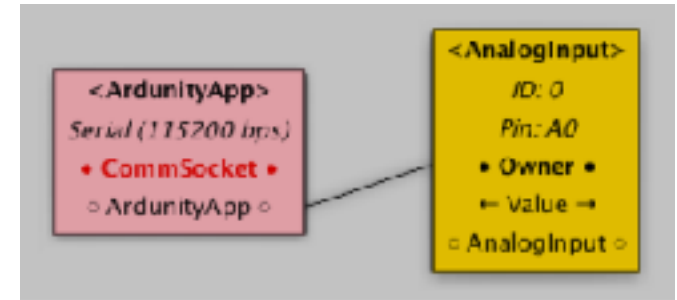 <ArdunityApp>
Serial (115200 bps)
• CommSocket •
○ ArdunityApp ○
<AnalogInput>
ID: 0
Pin: A0
• Owner •
← Value →
○ AnalogInput ○